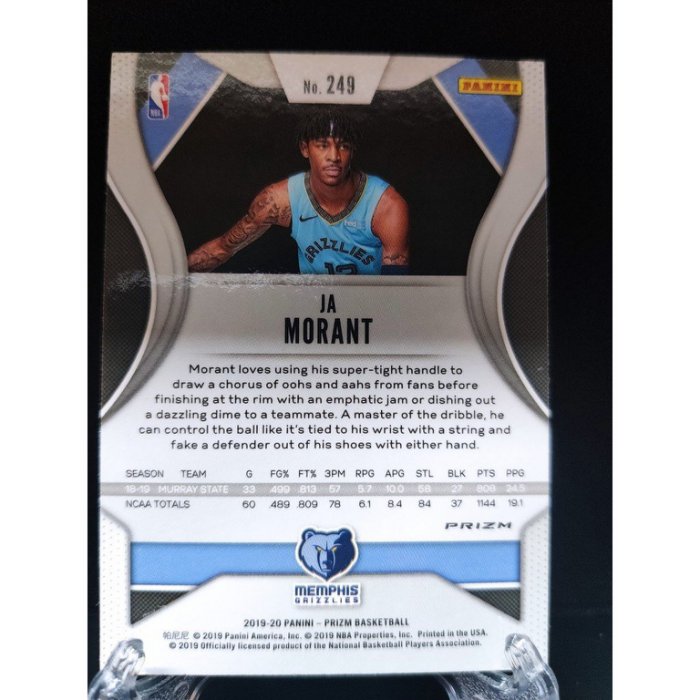 No. 249
PANINI
NBA
GRIZZLIES
12
JA
MORANT
Morant loves using his super-tight handle to
draw a chorus of oohs and aahs from fans before
finishing at the rim with an emphatic jam or dishing out
a dazzling dime to a teammate. A master of the dribble, he
can control the ball like it's tied to his wrist with a string and
fake a defender out of his shoes with either hand.
SEASON TEAM G FG% FT% 3PM RPG APG STL BLK PTS PPG
18-19 MURRAY STATE 33 .499 .813 57 5.7 10.0 58 27 808 24.5
NCAA TOTALS 60 .489 .809 78 6.1 8.4 84 37 1144 19.1
PRIZM
MEMPHIS
GRIZZLIES
2019-20 PANINI – PRIZM BASKETBALL
帕尼尼 © 2019 Panini America, Inc. © 2019 NBA Properties, Inc. Printed in the USA.
© 2019 Officially licensed product of the National Basketball Players Association.